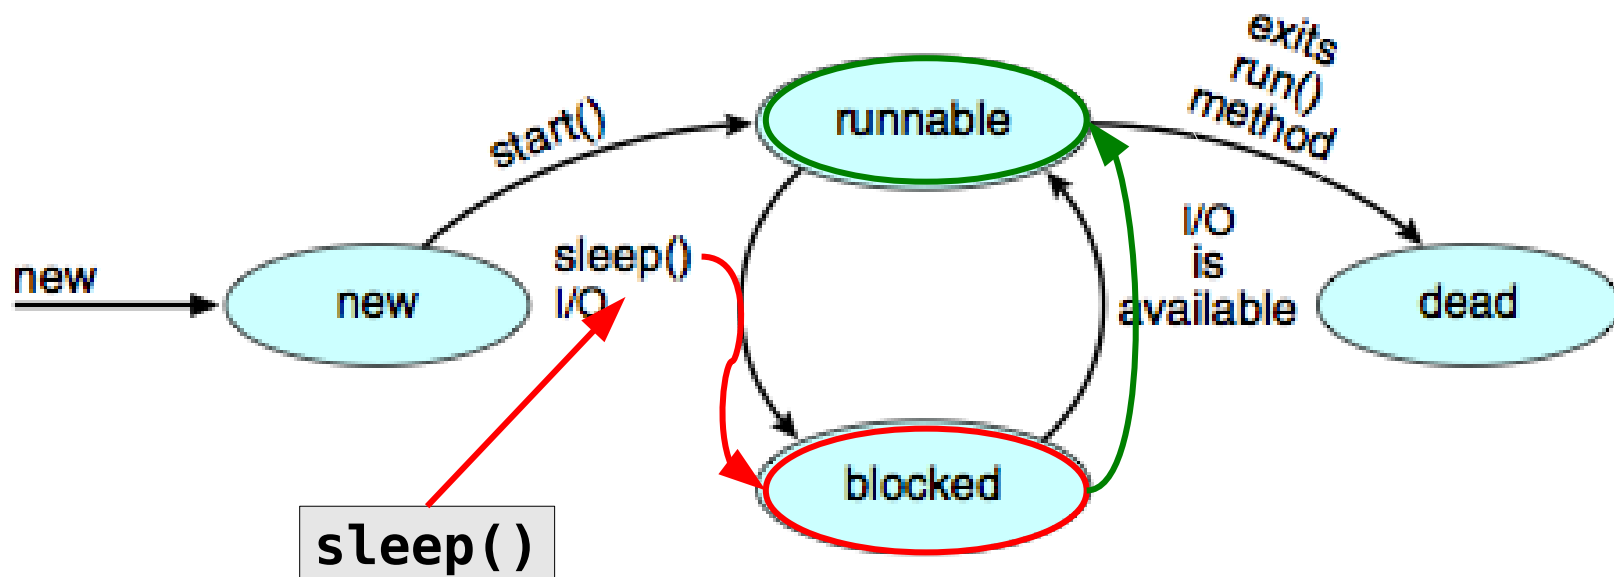 exits
run()
method
runnable
start()
I/O
is
available
sleep()
I/O
new
new
dead
blocked
sleep()